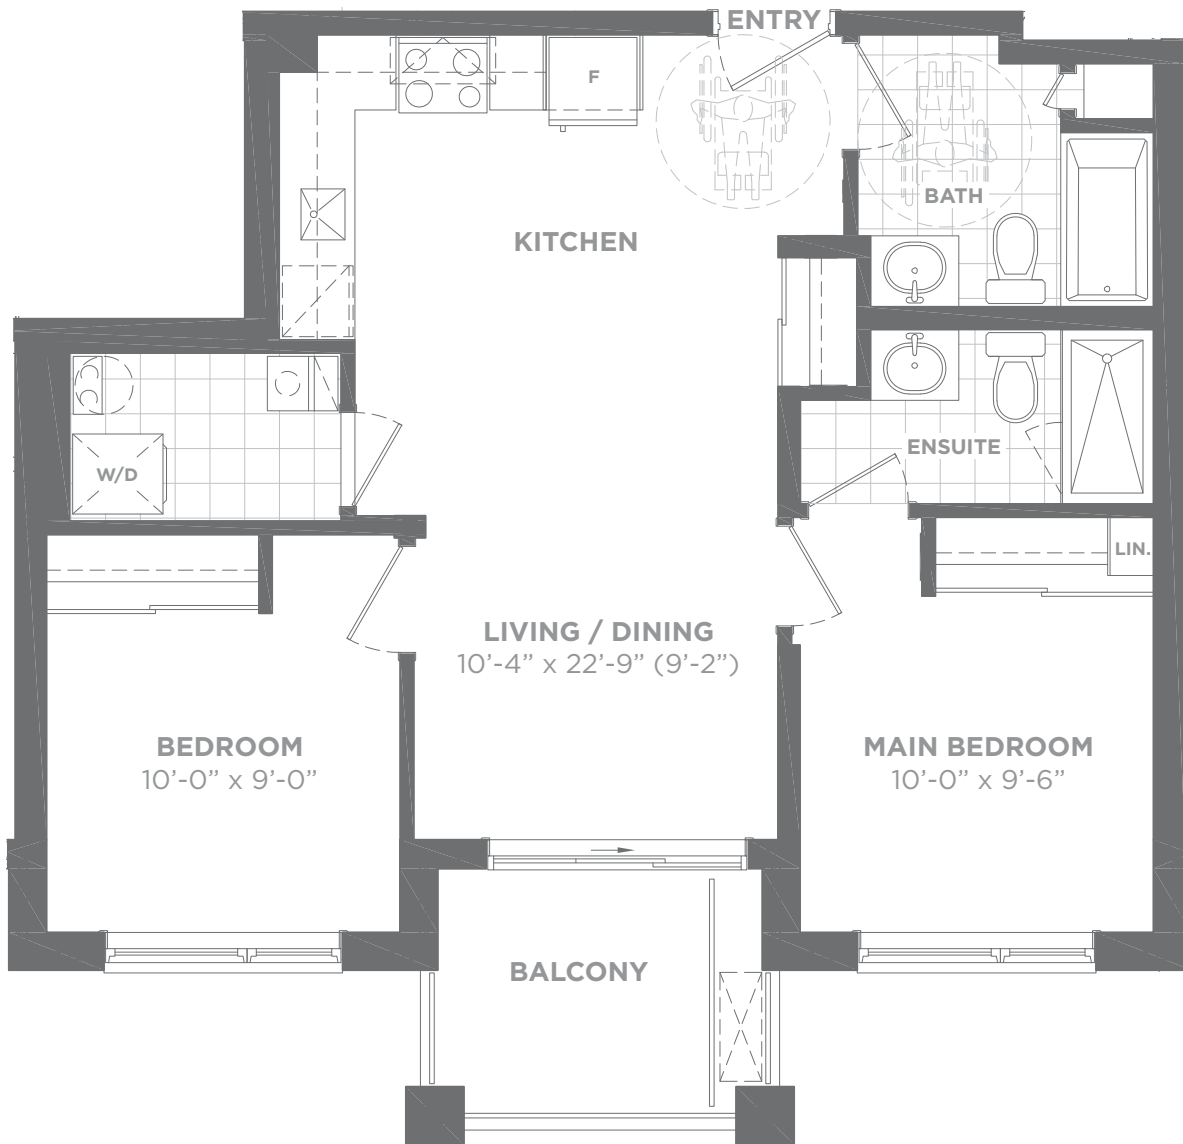 ENTRY
F
BATH
KITCHEN
ENSUITE
W/D
LIN.
LIVING / DINING
10’-4” x 22’-9” (9’-2”)
BEDROOM
10’-0” x 9’-0”
MAIN BEDROOM
10’-0” x 9’-6”
BALCONY